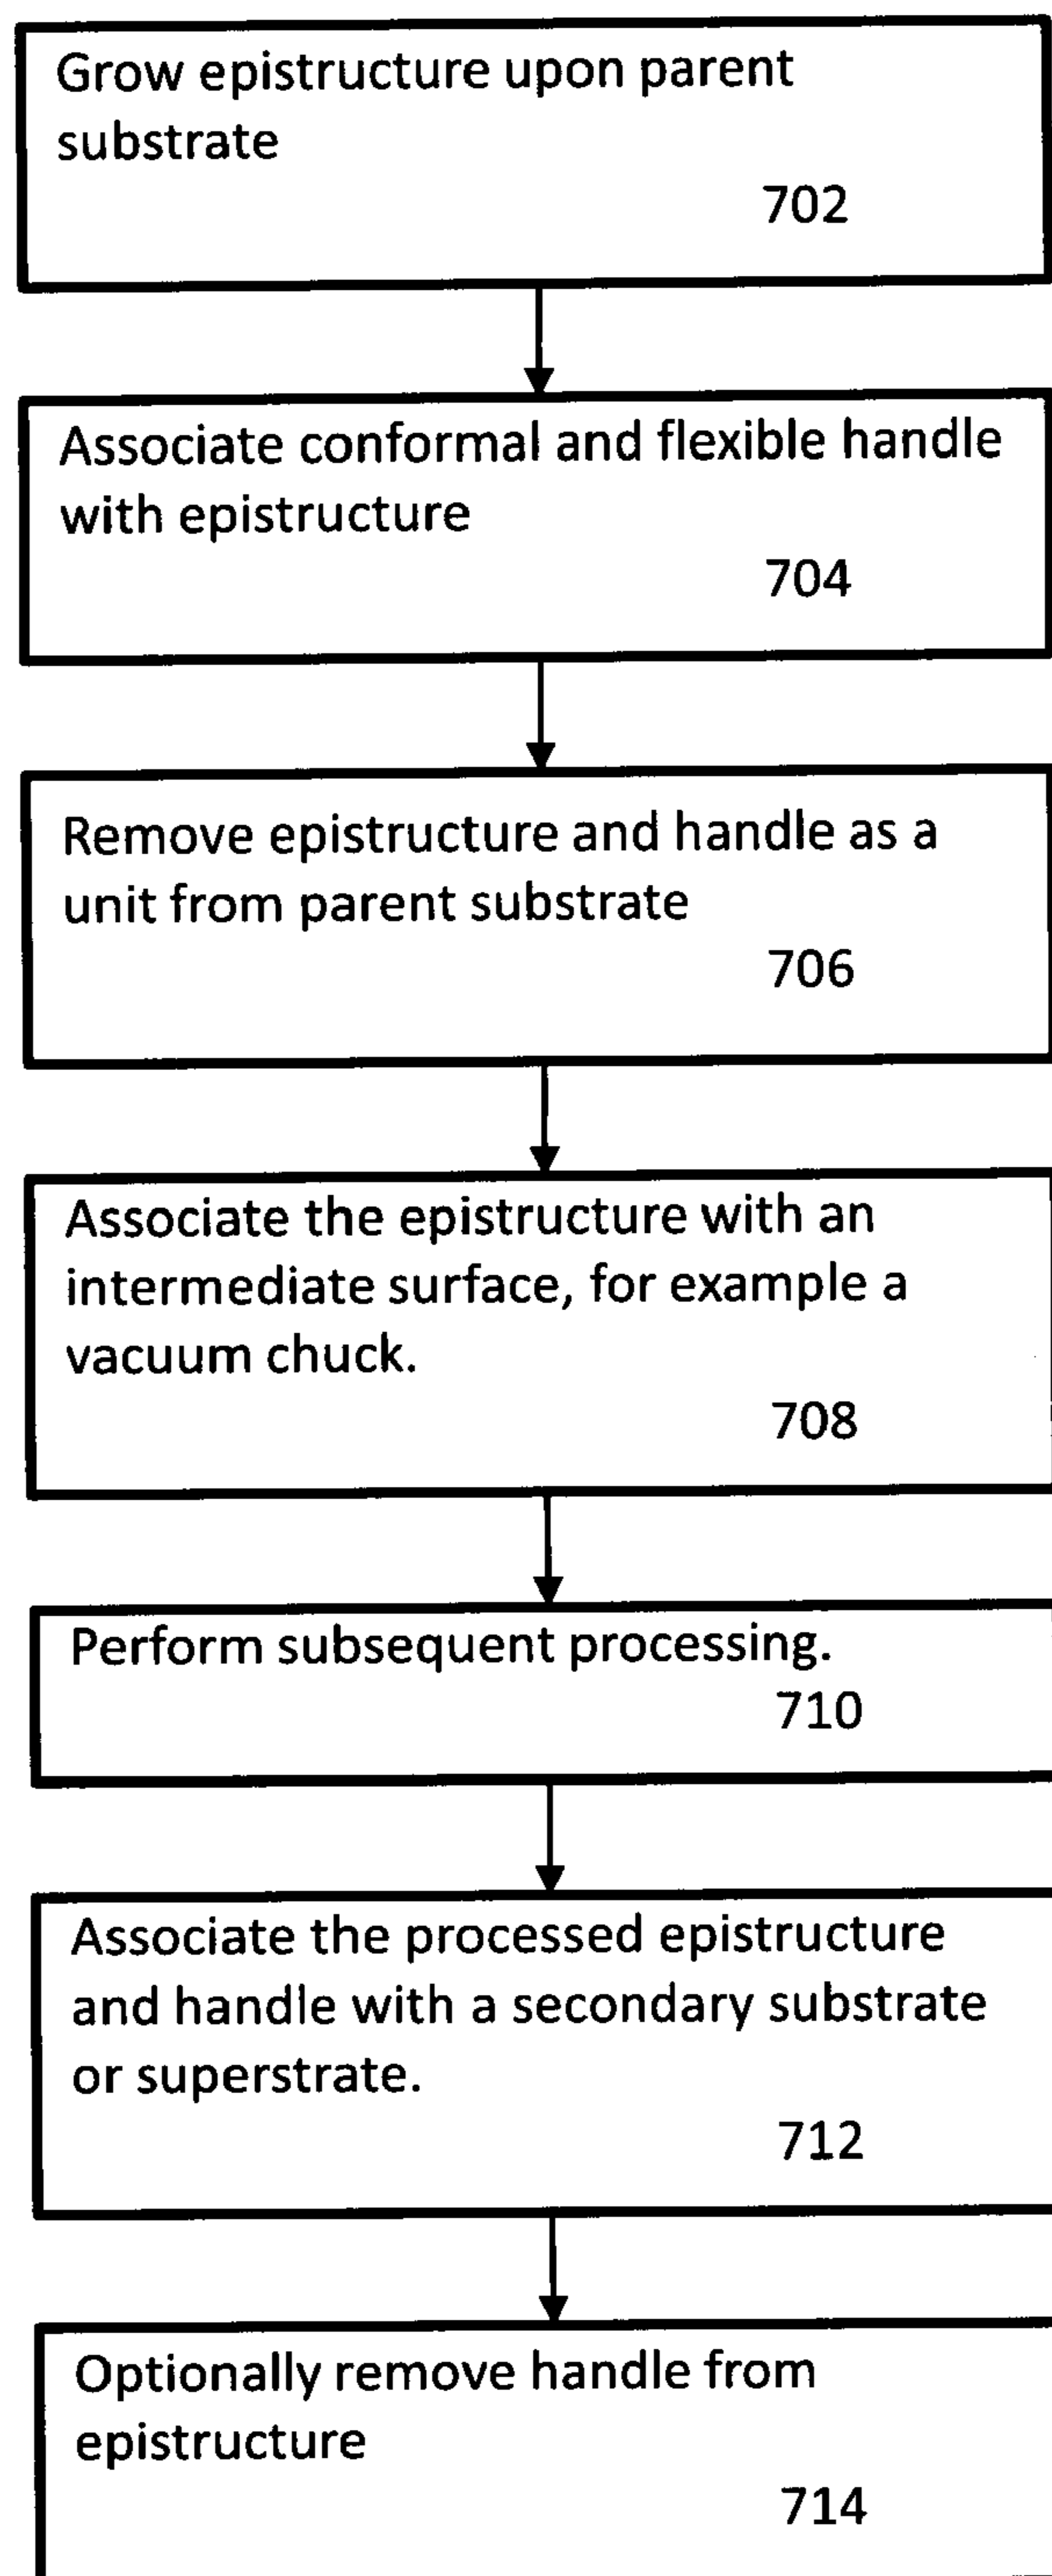 Grow epistructure upon parent
substrate
702
Associate conformal and flexible handle
with epistructure
704
Remove epistructure and handle as a
unit from parent substrate
706
Associate the epistructure with an
intermediate surface, for example a
vacuum chuck.
708
Perform subsequent processing.
710
Associate the processed epistructure
and handle with a secondary substrate
or superstrate.
712
Optionally remove handle from
epistructure
714